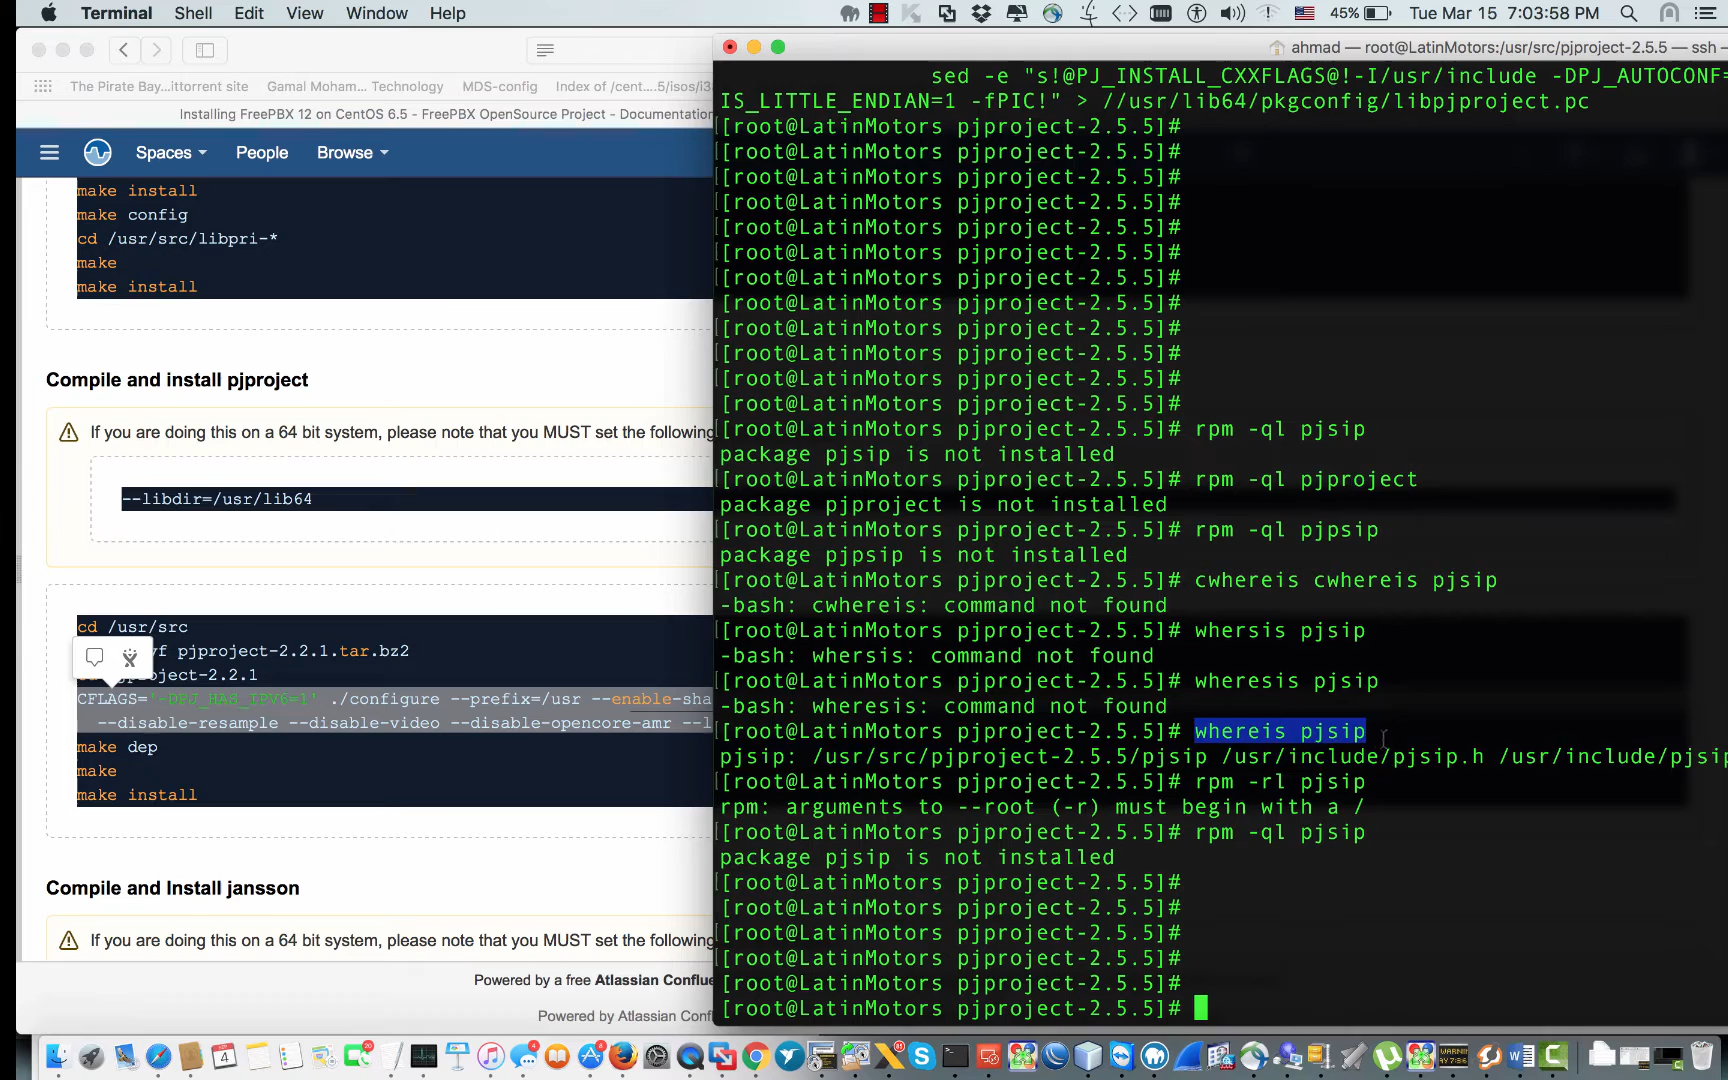 Terminal Shell Edit View Window Help 45% Tue Mar 15 7:03:58 PM
ahmad — root@LatinMotors:/usr/src/pjproject-2.5.5 — ssh
The Pirate Bay...ittorrent site Gamal Moham... Technology MDS-config Index of /cent....5/isos/i3
Installing FreePBX 12 on CentOS 6.5 - FreePBX OpenSource Project - Documentation
Spaces People Browse
make install
make config
cd /usr/src/libpri-*
make
make install
Compile and install pjproject
If you are doing this on a 64 bit system, please note that you MUST set the following
--libdir=/usr/lib64
cd /usr/src
pjproject-2.2.1.tar.bz2
CFLAGS='-DPJ_HAS_IPV6=1' ./configure --prefix=/usr --enable-sha
--disable-resample --disable-video --disable-opencore-amr --l
make dep
make
make install
Compile and Install jansson
If you are doing this on a 64 bit system, please note that you MUST set the following
Powered by a free Atlassian Conflue
Powered by Atlassian Conf
sed -e "s!@PJ_INSTALL_CXXFLAGS@!-I/usr/include -DPJ_AUTOCONF=
IS_LITTLE_ENDIAN=1 -fPIC!" > //usr/lib64/pkgconfig/libpjproject.pc
[root@LatinMotors pjproject-2.5.5]#
[root@LatinMotors pjproject-2.5.5]#
[root@LatinMotors pjproject-2.5.5]#
[root@LatinMotors pjproject-2.5.5]#
[root@LatinMotors pjproject-2.5.5]#
[root@LatinMotors pjproject-2.5.5]#
[root@LatinMotors pjproject-2.5.5]#
[root@LatinMotors pjproject-2.5.5]#
[root@LatinMotors pjproject-2.5.5]#
[root@LatinMotors pjproject-2.5.5]#
[root@LatinMotors pjproject-2.5.5]#
[root@LatinMotors pjproject-2.5.5]#
[root@LatinMotors pjproject-2.5.5]# rpm -ql pjsip
package pjsip is not installed
[root@LatinMotors pjproject-2.5.5]# rpm -ql pjproject
package pjproject is not installed
[root@LatinMotors pjproject-2.5.5]# rpm -ql pjpsip
package pjpsip is not installed
[root@LatinMotors pjproject-2.5.5]# cwhereis cwhereis pjsip
-bash: cwhereis: command not found
[root@LatinMotors pjproject-2.5.5]# whersis pjsip
-bash: whersis: command not found
[root@LatinMotors pjproject-2.5.5]# wheresis pjsip
-bash: wheresis: command not found
[root@LatinMotors pjproject-2.5.5]# whereis pjsip
pjsip: /usr/src/pjproject-2.5.5/pjsip /usr/include/pjsip.h /usr/include/pjsip
[root@LatinMotors pjproject-2.5.5]# rpm -rl pjsip
rpm: arguments to --root (-r) must begin with a /
[root@LatinMotors pjproject-2.5.5]# rpm -ql pjsip
package pjsip is not installed
[root@LatinMotors pjproject-2.5.5]#
[root@LatinMotors pjproject-2.5.5]#
[root@LatinMotors pjproject-2.5.5]#
[root@LatinMotors pjproject-2.5.5]#
[root@LatinMotors pjproject-2.5.5]#
[root@LatinMotors pjproject-2.5.5]#